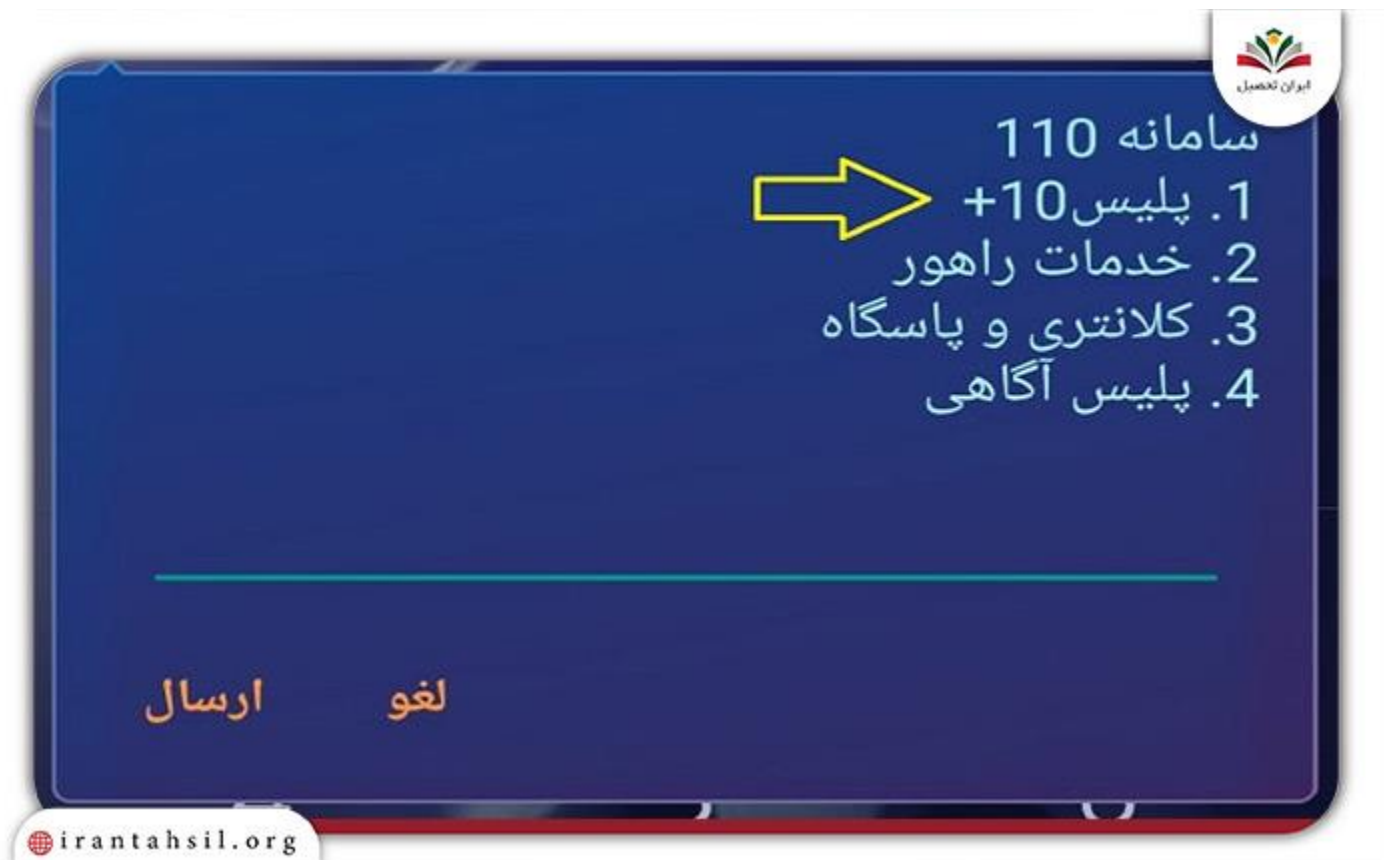 ایران تحصیل
سامانه 110
1. پلیس10+
2. خدمات راهور
3. کلانتری و پاسگاه
4. پلیس آگاهی
لغو
ارسال
irantahsil.org